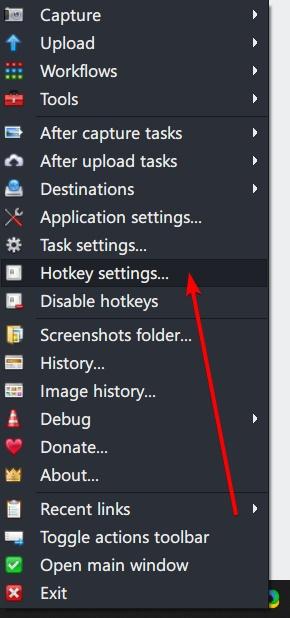 Capture
Upload
Workflows
Tools
After capture tasks
After upload tasks
Destinations
Application settings...
Task settings...
Hotkey settings...
Disable hotkeys
Screenshots folder...
History...
Image history...
Debug
Donate...
About...
Recent links
Toggle actions toolbar
Open main window
Exit